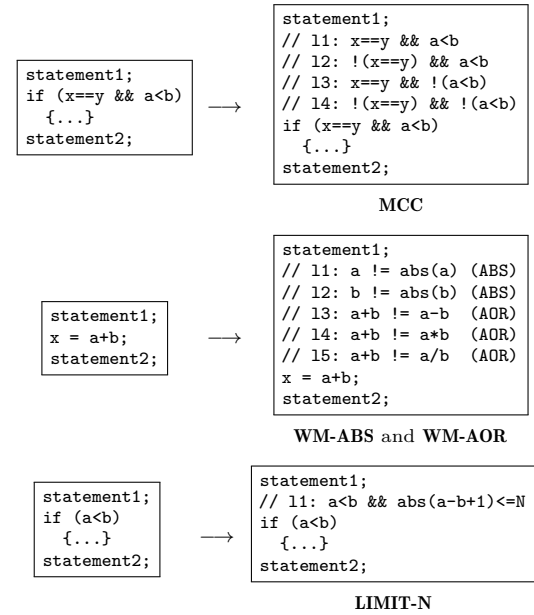 statement1;
if (x==y && a<b)
{...}
statement2;
⟶
statement1;
// l1: x==y && a<b
// l2: !(x==y) && a<b
// l3: x==y && !(a<b)
// l4: !(x==y) && !(a<b)
if (x==y && a<b)
{...}
statement2;
MCC
statement1;
x = a+b;
statement2;
⟶
statement1;
// l1: a != abs(a) (ABS)
// l2: b != abs(b) (ABS)
// l3: a+b != a-b (AOR)
// l4: a+b != a*b (AOR)
// l5: a+b != a/b (AOR)
x = a+b;
statement2;
WM-ABS and WM-AOR
statement1;
if (a<b)
{...}
statement2;
⟶
statement1;
// l1: a<b && abs(a-b+1)<=N
if (a<b)
{...}
statement2;
LIMIT-N